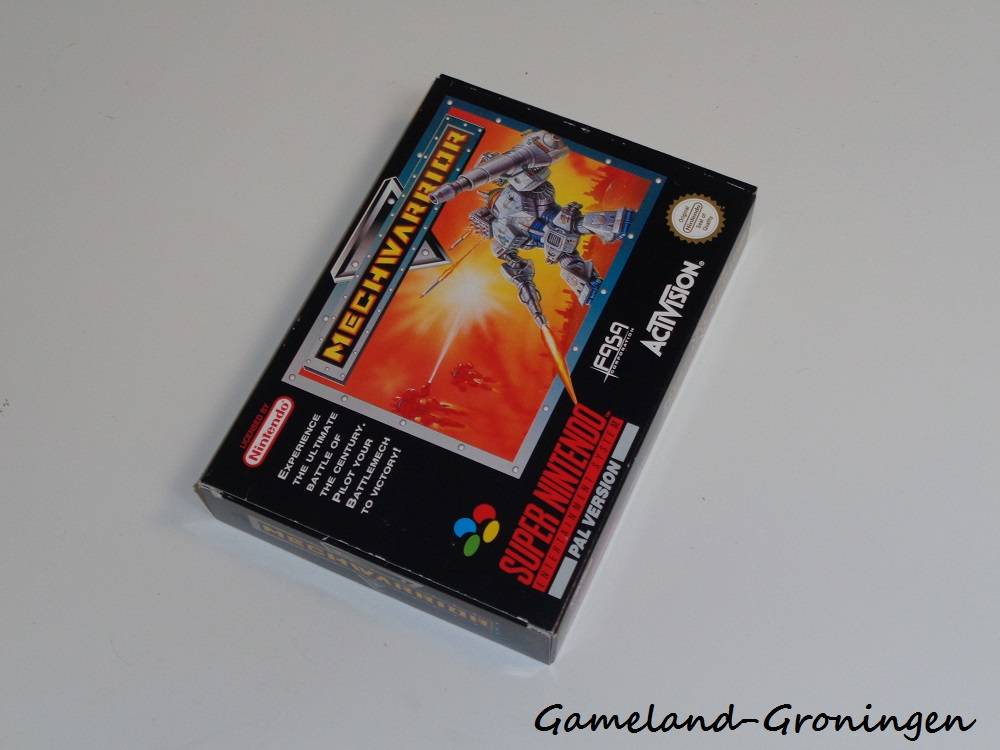 MECHWARRIOR
Original
Nintendo
Seal of
Quality
ACTIVISION®
FASA
CORPORATION
LICENSED BY
Nintendo
EXPERIENCE
THE ULTIMATE
BATTLE OF
THE CENTURY.
PILOT YOUR
BATTLEMECH
TO VICTORY!
SUPER NINTENDO™
ENTERTAINMENT SYSTEM
PAL VERSION
MECHWARRIOR
Gameland-Groningen